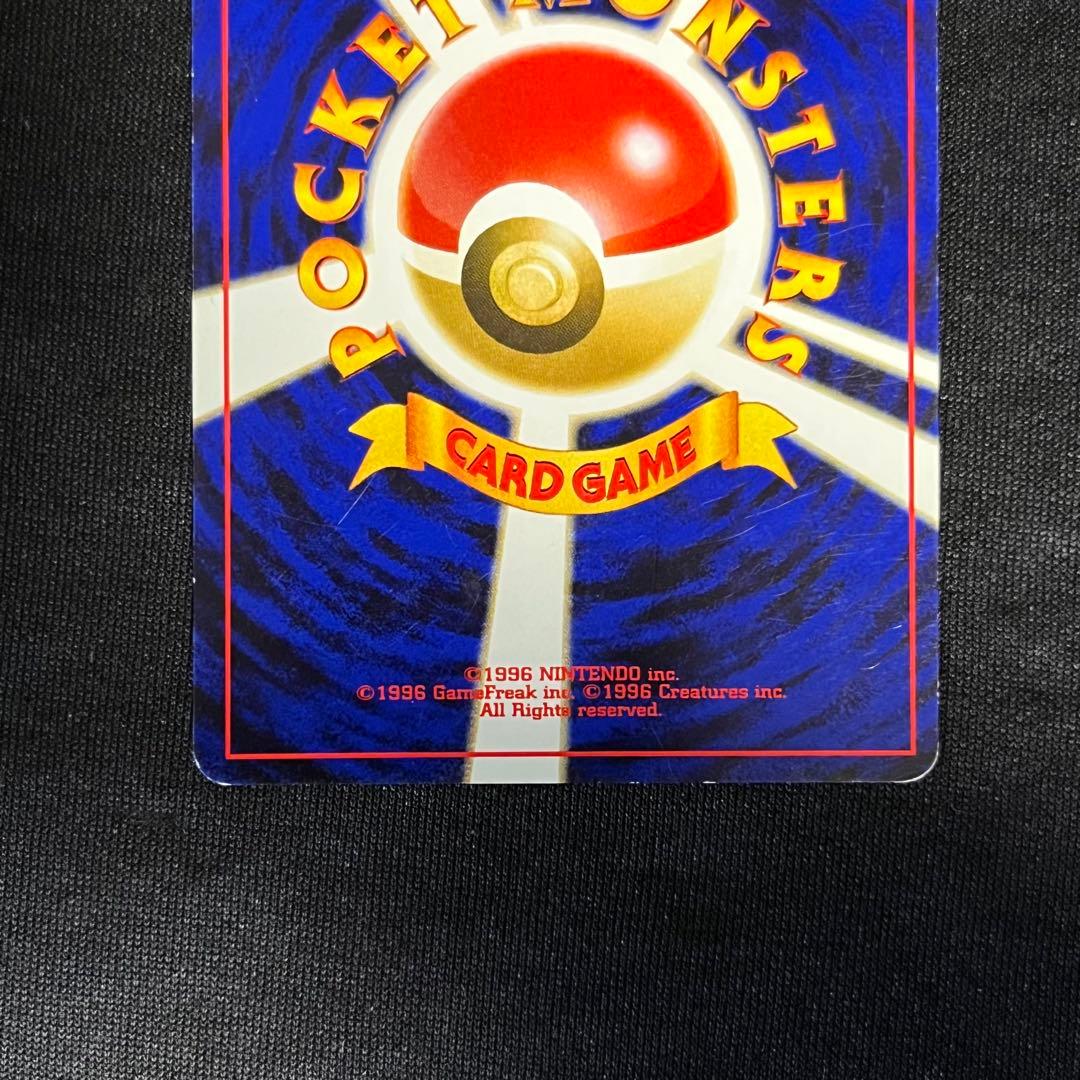 POCKET MONSTERS
CARD GAME
©1996 NINTENDO inc.
©1996 GameFreak inc. ©1996 Creatures inc.
All Rights reserved.